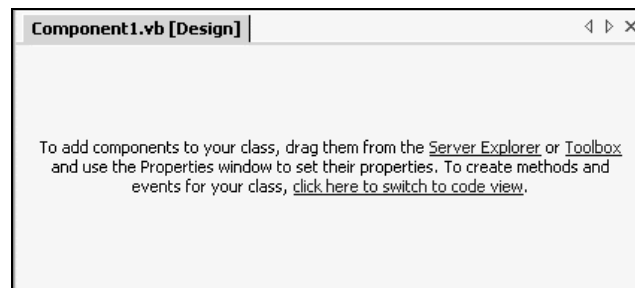 Component1.vb [Design]
To add components to your class, drag them from the Server Explorer or Toolbox
and use the Properties window to set their properties. To create methods and
events for your class, click here to switch to code view.